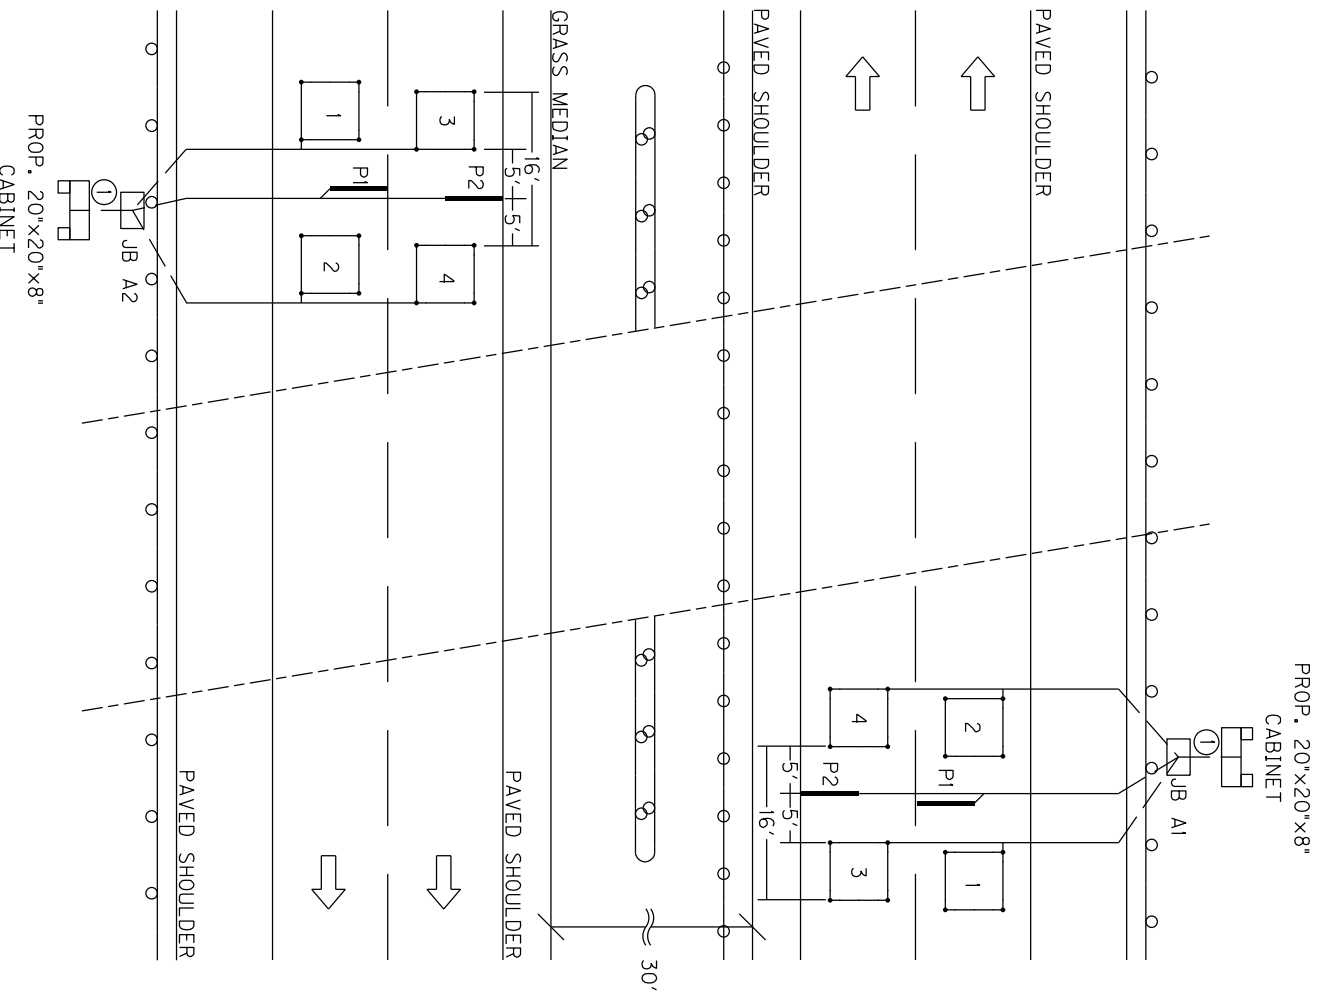 PAVED SHOULDER
PAVED SHOULDER
GRASS MEDIAN
PROP. 20"x20"x8"
CABINET
1
JB A2
1
3
P1
P2
2
4
5'
5'
16'
PROP. 20"x20"x8"
CABINET
1
JB A1
4
2
P2
P1
3
1
5'
5'
16'
PAVED SHOULDER
PAVED SHOULDER
30'